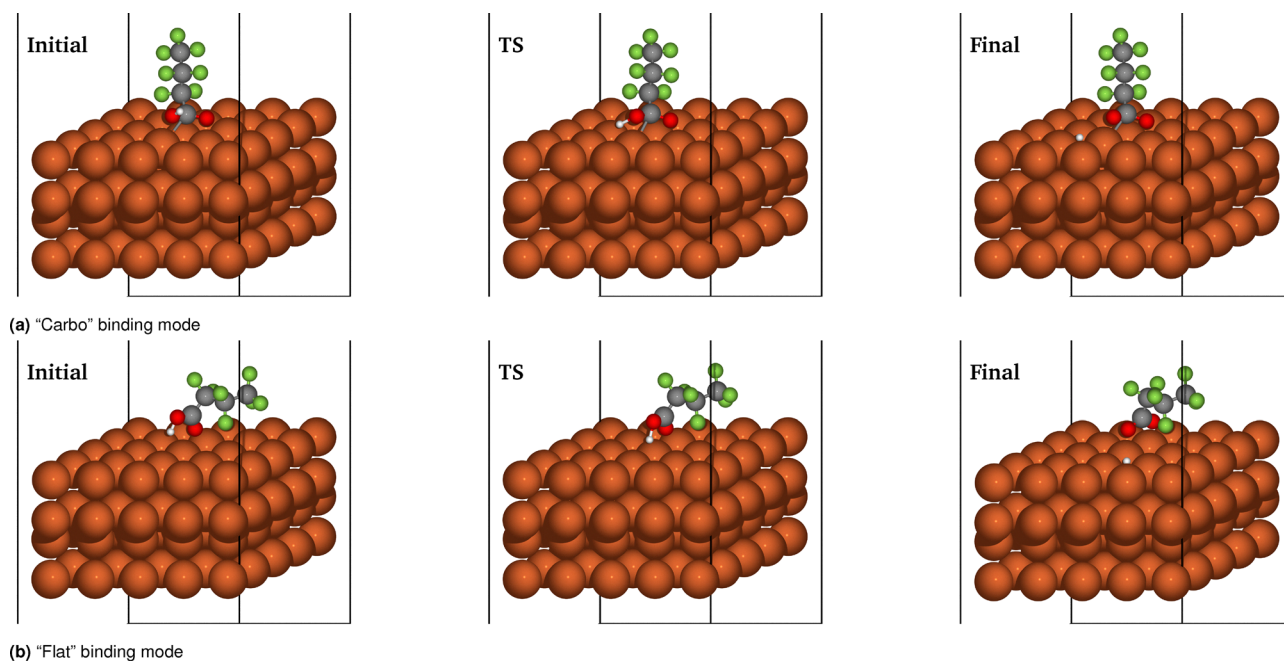 Initial
TS
Final
(a) “Carbo” binding mode
Initial
TS
Final
(b) “Flat” binding mode